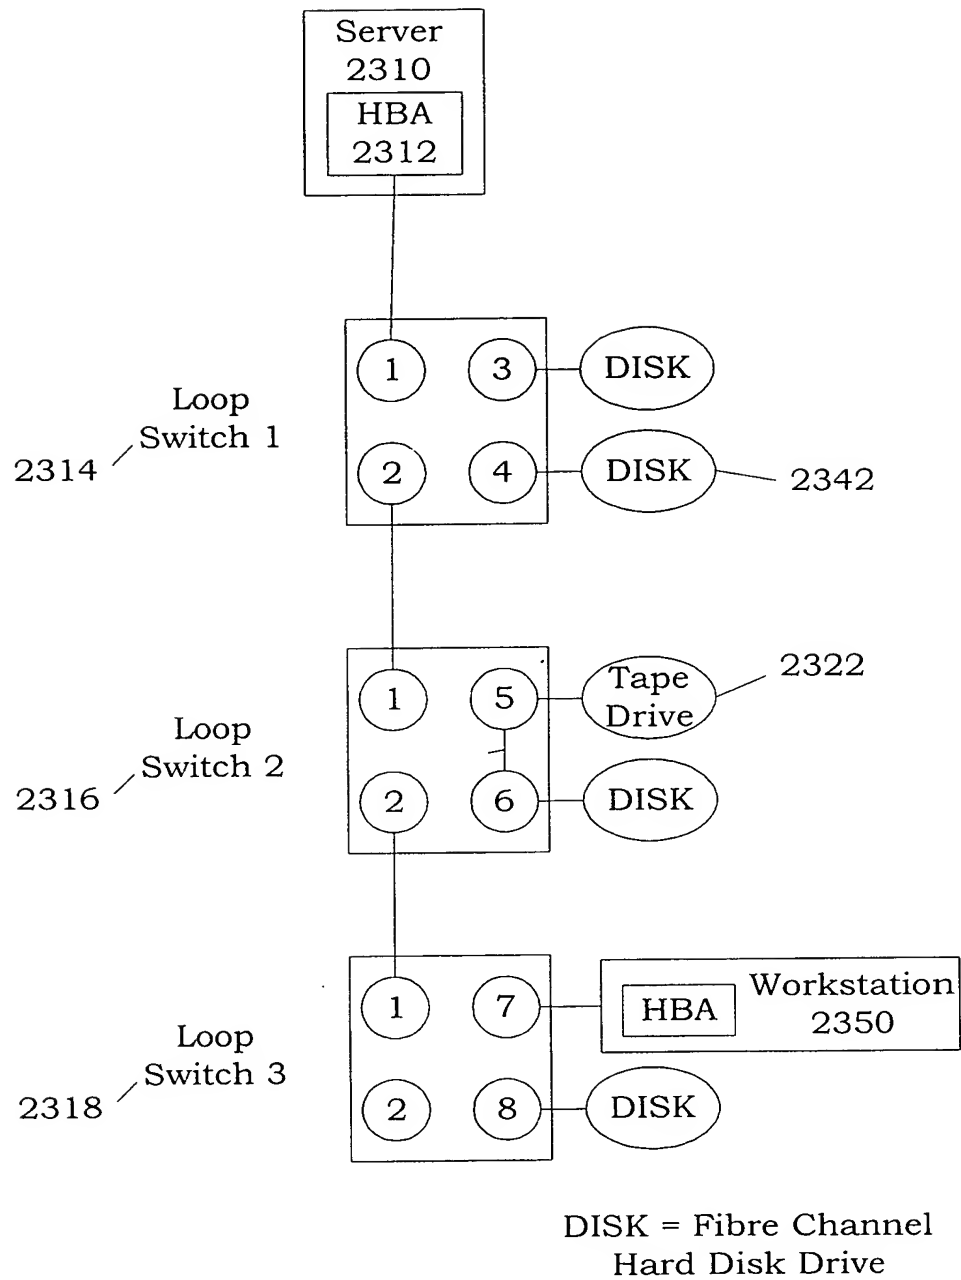 Server
2310
HBA
2312
1
3
DISK
Loop
Switch 1
2314
2
4
DISK
2342
1
5
Tape
Drive
2322
Loop
Switch 2
2316
2
6
DISK
1
7
HBA
Workstation
2350
Loop
Switch 3
2318
2
8
DISK
DISK = Fibre Channel
Hard Disk Drive